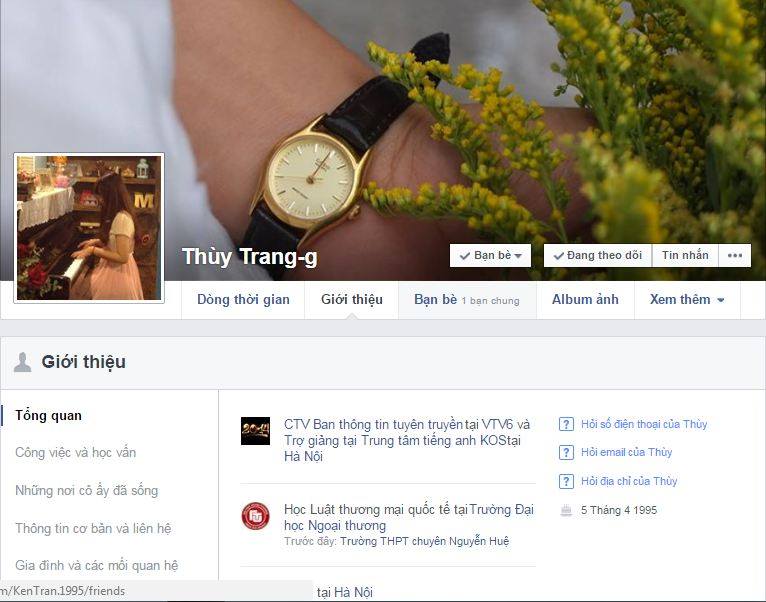 Thùy Trang-g
Bạn bè
Đang theo dõi
Tin nhắn
Dòng thời gian
Giới thiệu
Bạn bè 1 bạn chung
Album ảnh
Xem thêm
Giới thiệu
Tổng quan
Công việc và học vấn
Những nơi cô ấy đã sống
Thông tin cơ bản và liên hệ
Gia đình và các mối quan hệ
CTV Ban thông tin tuyên truyền tại VTV6 và
Trợ giảng tại Trung tâm tiếng anh KOS tại
Hà Nội
Học Luật thương mại quốc tế tại Trường Đại
học Ngoại thương
Trước đây: Trường THPT chuyên Nguyễn Huệ
tại Hà Nội
? Hỏi số điện thoại của Thùy
? Hỏi email của Thùy
? Hỏi địa chỉ của Thùy
5 Tháng 4 1995
m/KenTran.1995/friends
M